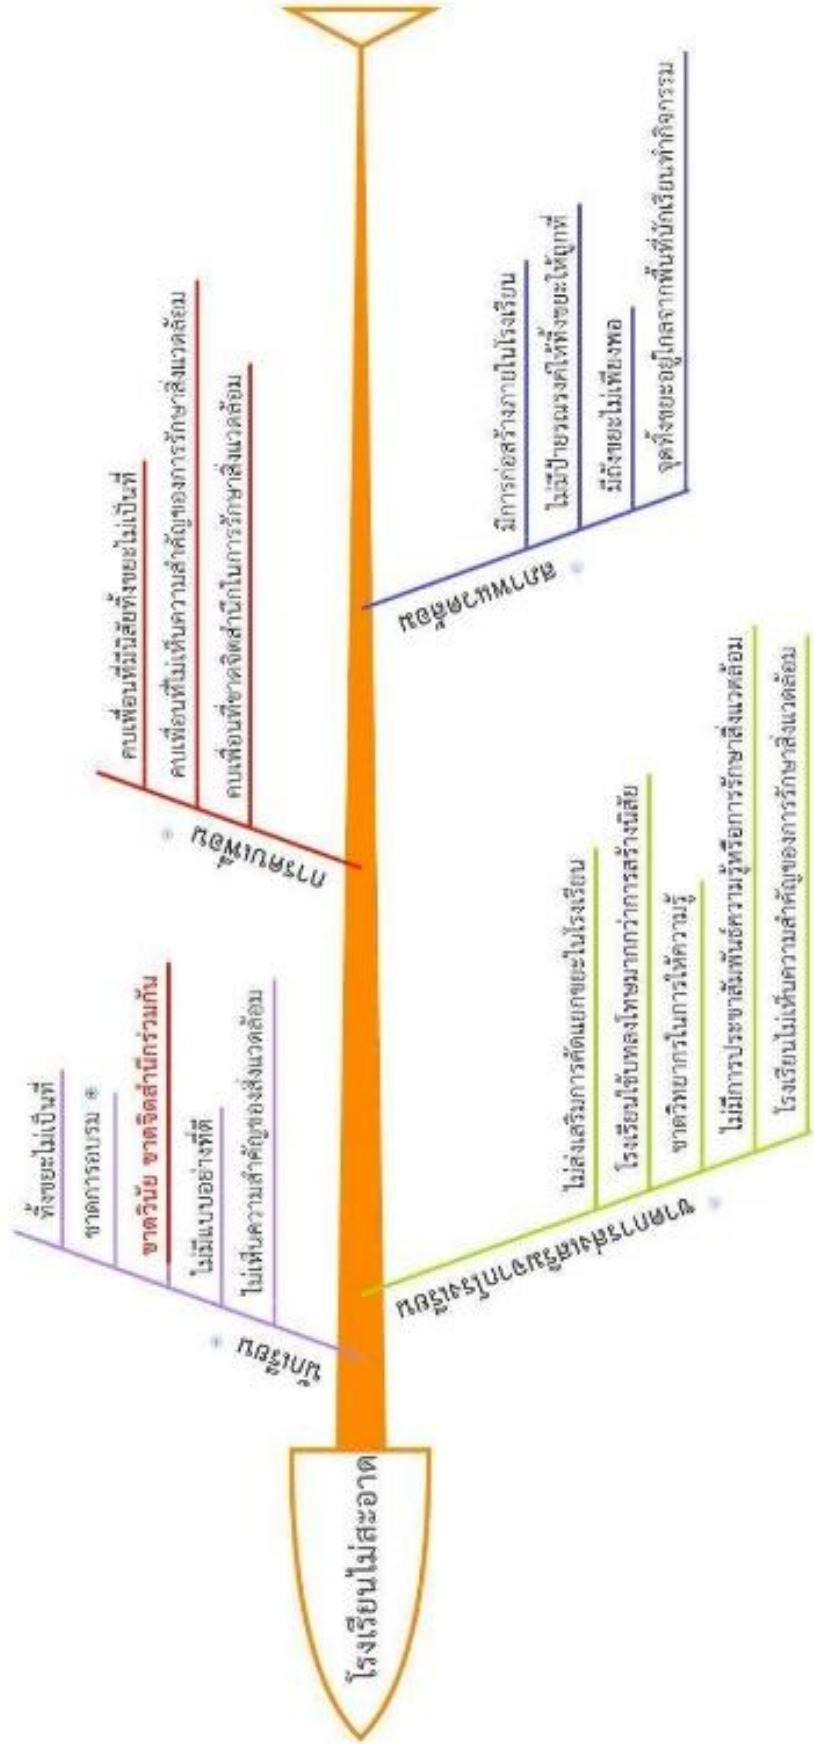 โรงเรียนไม่สะอาด
นักเรียน
ทิ้งขยะไม่เป็นที่
ขาดการอบรม
ขาดวินัย ขาดจิตสำนึกร่วมกัน
ไม่มีแบบอย่างที่ดี
ไม่เห็นความสำคัญของสิ่งแวดล้อม
การคบเพื่อน
คบเพื่อนที่มีนิสัยทิ้งขยะไม่เป็นที่
คบเพื่อนที่ไม่เห็นความสำคัญของการรักษาสิ่งแวดล้อม
คบเพื่อนที่ขาดจิตสำนึกในการรักษาสิ่งแวดล้อม
ขาดการส่งเสริมจากโรงเรียน
ไม่ส่งเสริมการคัดแยกขยะในโรงเรียน
โรงเรียนใช้บทลงโทษมากกว่าการสร้างนิสัย
ขาดวิทยากรในการให้ความรู้
ไม่มีการประชาสัมพันธ์ความรู้หรือการรักษาสิ่งแวดล้อม
โรงเรียนไม่เห็นความสำคัญของการรักษาสิ่งแวดล้อม
สภาพแวดล้อม
มีการก่อสร้างภายในโรงเรียน
ไม่มีป้ายรณรงค์ให้ทิ้งขยะให้ถูกที่
มีถังขยะไม่เพียงพอ
จุดทิ้งขยะอยู่ไกลจากพื้นที่นักเรียนทำกิจกรรม